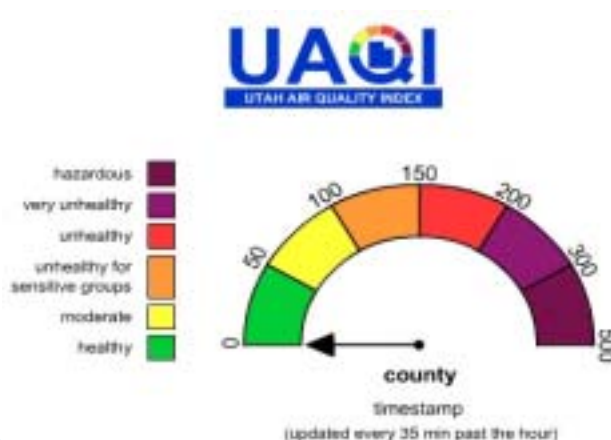 UAQI
UTAH AIR QUALITY INDEX
hazardous
very unhealthy
unhealthy
unhealthy for
sensitive groups
moderate
healthy
0
50
100
150
200
300
500
county
timestamp
(updated every 35 min past the hour)